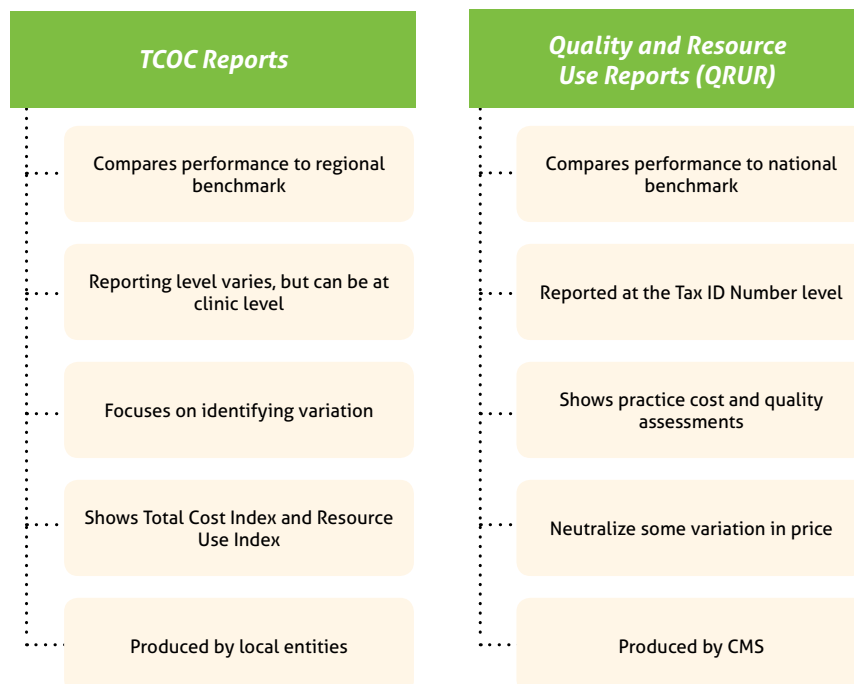 TCOC Reports
Compares performance to regional
benchmark
Reporting level varies, but can be at
clinic level
Focuses on identifying variation
Shows Total Cost Index and Resource
Use Index
Produced by local entities
Quality and Resource
Use Reports (QRUR)
Compares performance to national
benchmark
Reported at the Tax ID Number level
Shows practice cost and quality
assessments
Neutralize some variation in price
Produced by CMS